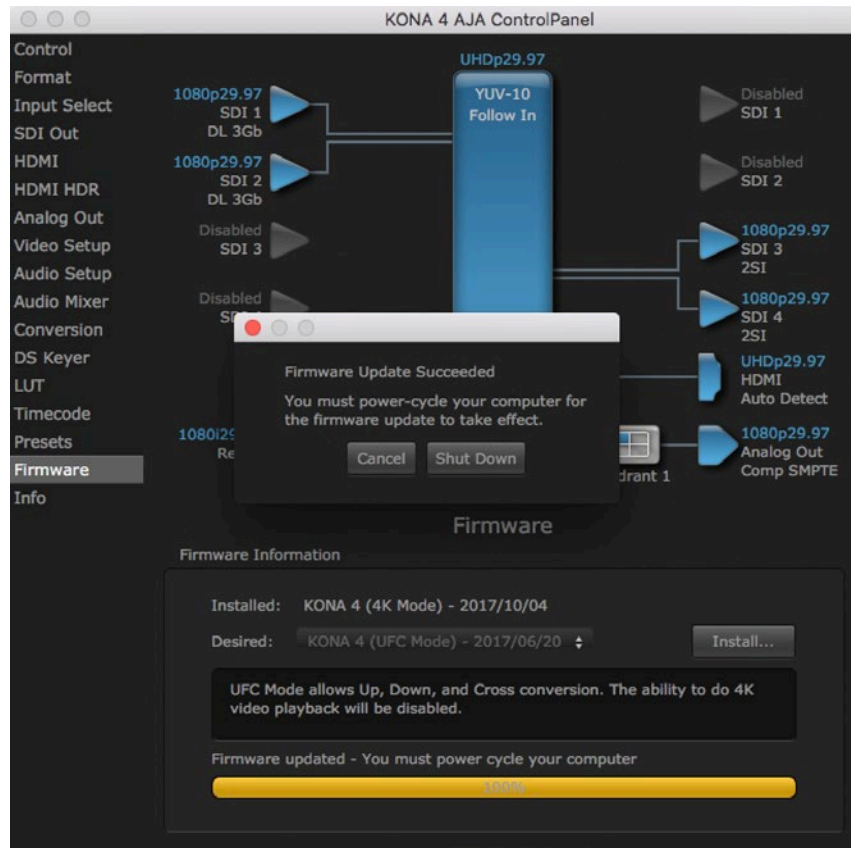 KONA 4 AJA ControlPanel
Control
Format
Input Select
SDI Out
HDMI
HDMI HDR
Analog Out
Video Setup
Audio Setup
Audio Mixer
Conversion
DS Keyer
LUT
Timecode
Presets
Firmware
Info
1080p29.97
SDI 1
DL 3Gb
1080p29.97
SDI 2
DL 3Gb
Disabled
SDI 3
Disabled
1080i29
Re
UHDp29.97
YUV-10
Follow In
Disabled
SDI 1
Disabled
SDI 2
1080p29.97
SDI 3
2SI
1080p29.97
SDI 4
2SI
UHDp29.97
HDMI
Auto Detect
1080p29.97
Analog Out
Comp SMPTE
drant 1
Firmware Update Succeeded
You must power-cycle your computer for
the firmware update to take effect.
Cancel
Shut Down
Firmware
Firmware Information
Installed: KONA 4 (4K Mode) - 2017/10/04
Desired: KONA 4 (UFC Mode) - 2017/06/20
Install...
UFC Mode allows Up, Down, and Cross conversion. The ability to do 4K
video playback will be disabled.
Firmware updated - You must power cycle your computer
100%